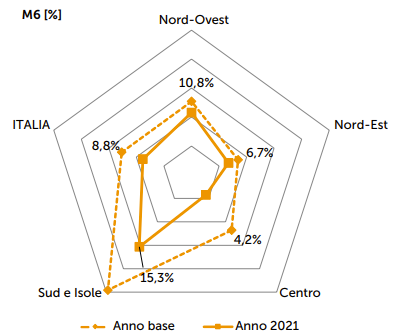 M6 [%]
Nord-Ovest
10,8%
ITALIA
Nord-Est
8,8%
6,7%
4,2%
15,3%
Sud e Isole
Centro
Anno base
Anno 2021